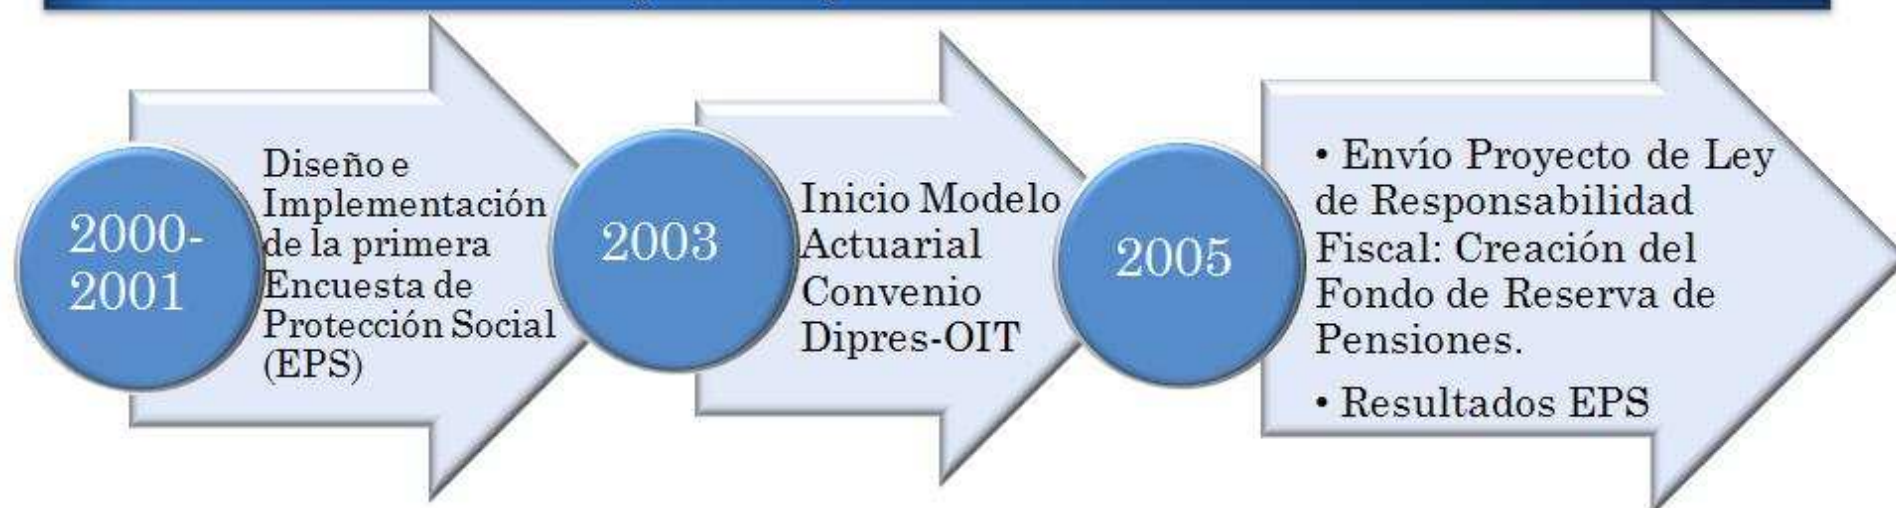 2000-
2001
Diseño e
Implementación
de la primera
Encuesta de
Protección Social
(EPS)
2003
Inicio Modelo
Actuarial
Convenio
Dipres-OIT
2005
• Envío Proyecto de Ley
de Responsabilidad
Fiscal: Creación del
Fondo de Reserva de
Pensiones.
• Resultados EPS